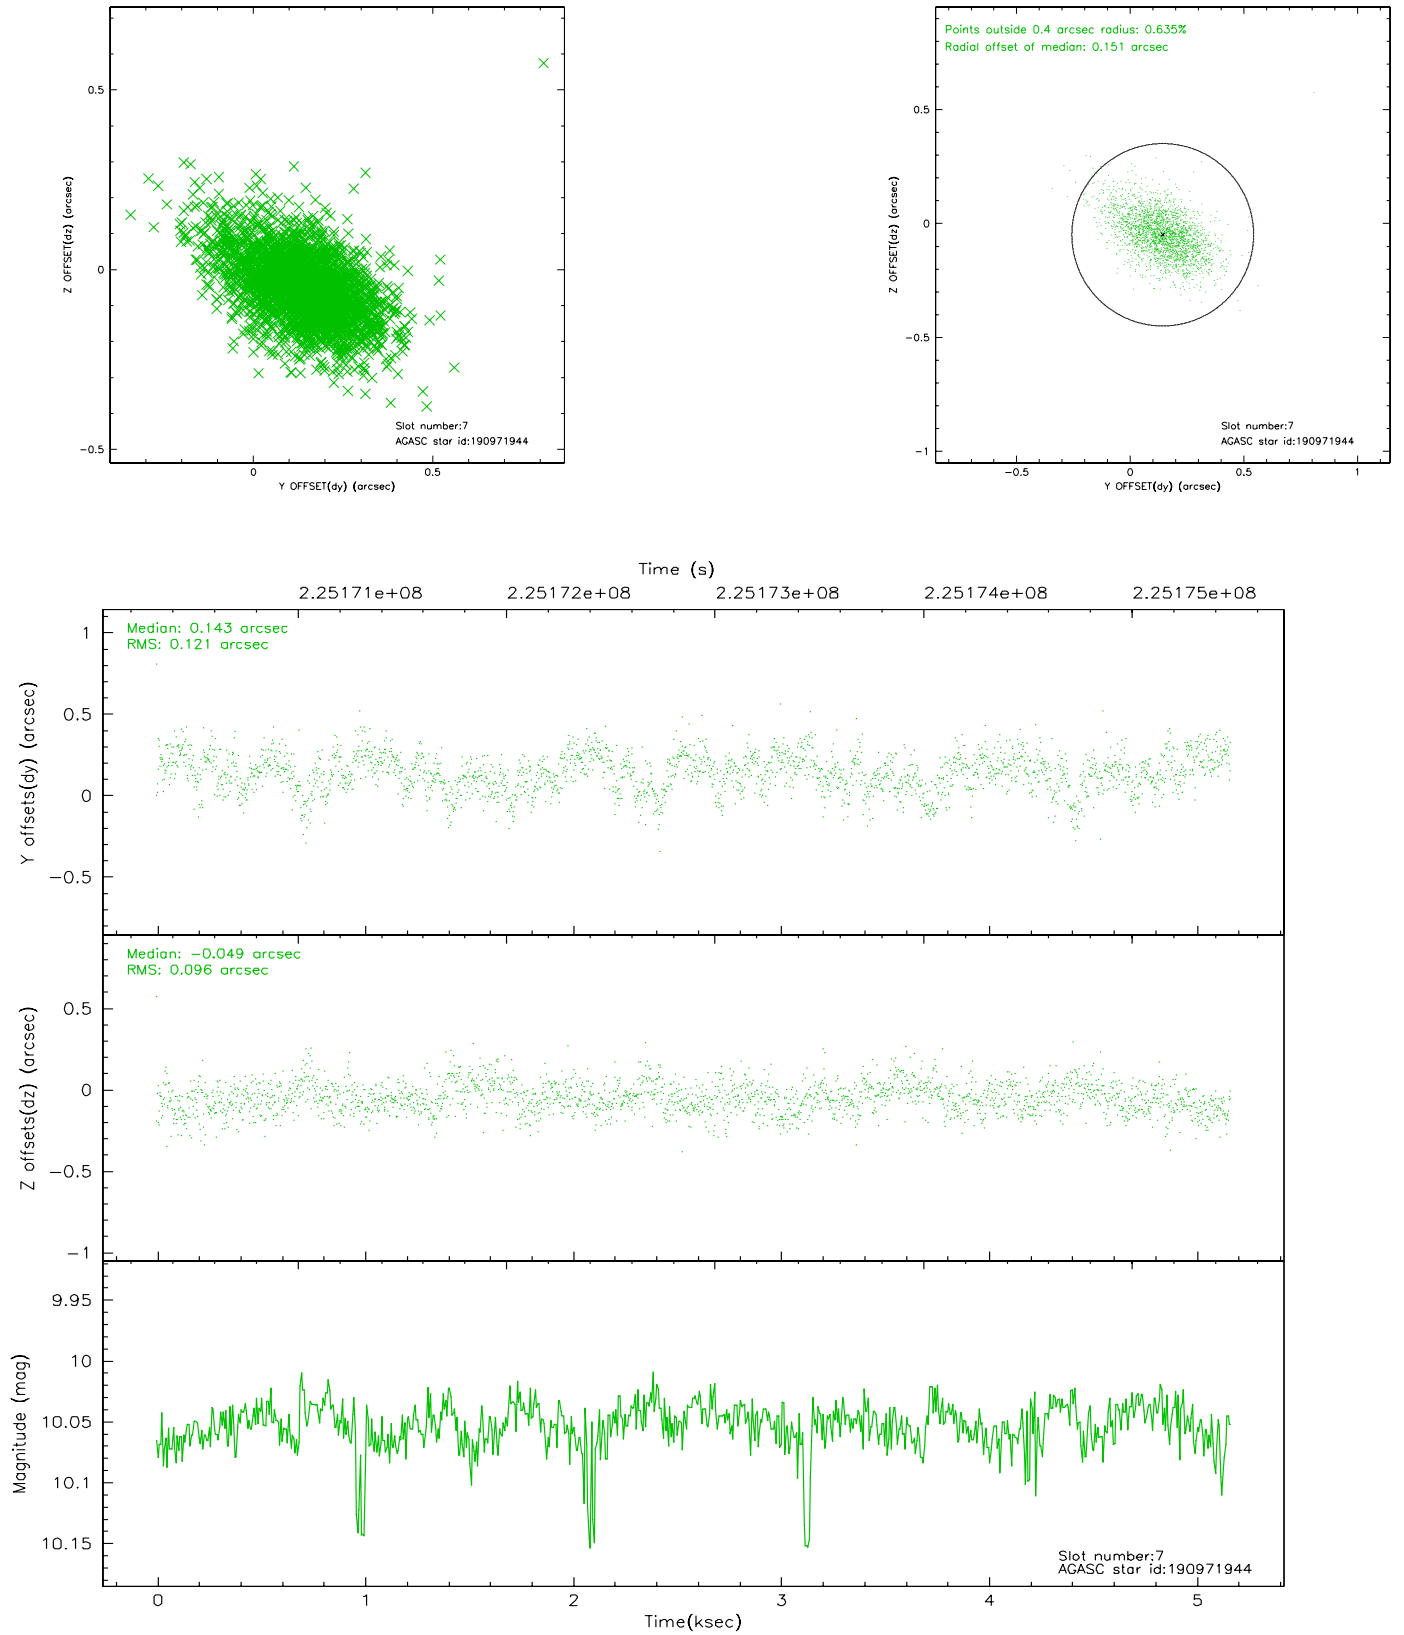 0.5
0
−0.5
Z OFFSET(dz) (arcsec)
Slot number:7
AGASC star id:190971944
0
0.5
Y OFFSET(dy) (arcsec)
Points outside 0.4 arcsec radius: 0.635%
Radial offset of median: 0.151 arcsec
0.5
0
−0.5
−1
Z OFFSET(dz) (arcsec)
Slot number:7
AGASC star id:190971944
−0.5
0
0.5
1
Y OFFSET(dy) (arcsec)
Time (s)
2.25171e+08 2.25172e+08 2.25173e+08 2.25174e+08 2.25175e+08
Median: 0.143 arcsec
RMS: 0.121 arcsec
1
0.5
0
−0.5
Y offsets(dy) (arcsec)
Median: −0.049 arcsec
RMS: 0.096 arcsec
0.5
0
−0.5
−1
Z offsets(dz) (arcsec)
9.95
10
10.05
10.1
10.15
Magnitude (mag)
Slot number:7
AGASC star id:190971944
0 1 2 3 4 5
Time(ksec)